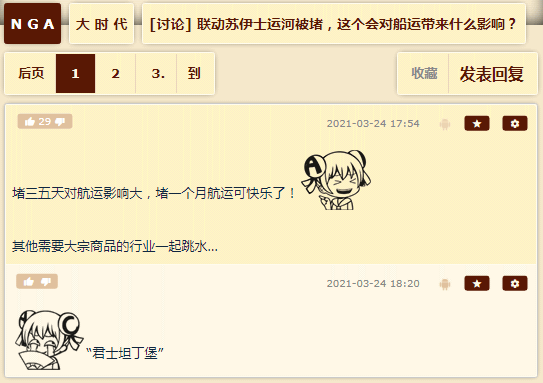 NGA 大时代 [讨论] 联动苏伊士运河被堵，这个会对船运带来什么影响？
后页 1 2 3. 到 收藏 发表回复
29 2021-03-24 17:54
堵三五天对航运影响大，堵一个月航运可快乐了！
其他需要大宗商品的行业一起跳水...
2021-03-24 18:20
“君士坦丁堡”